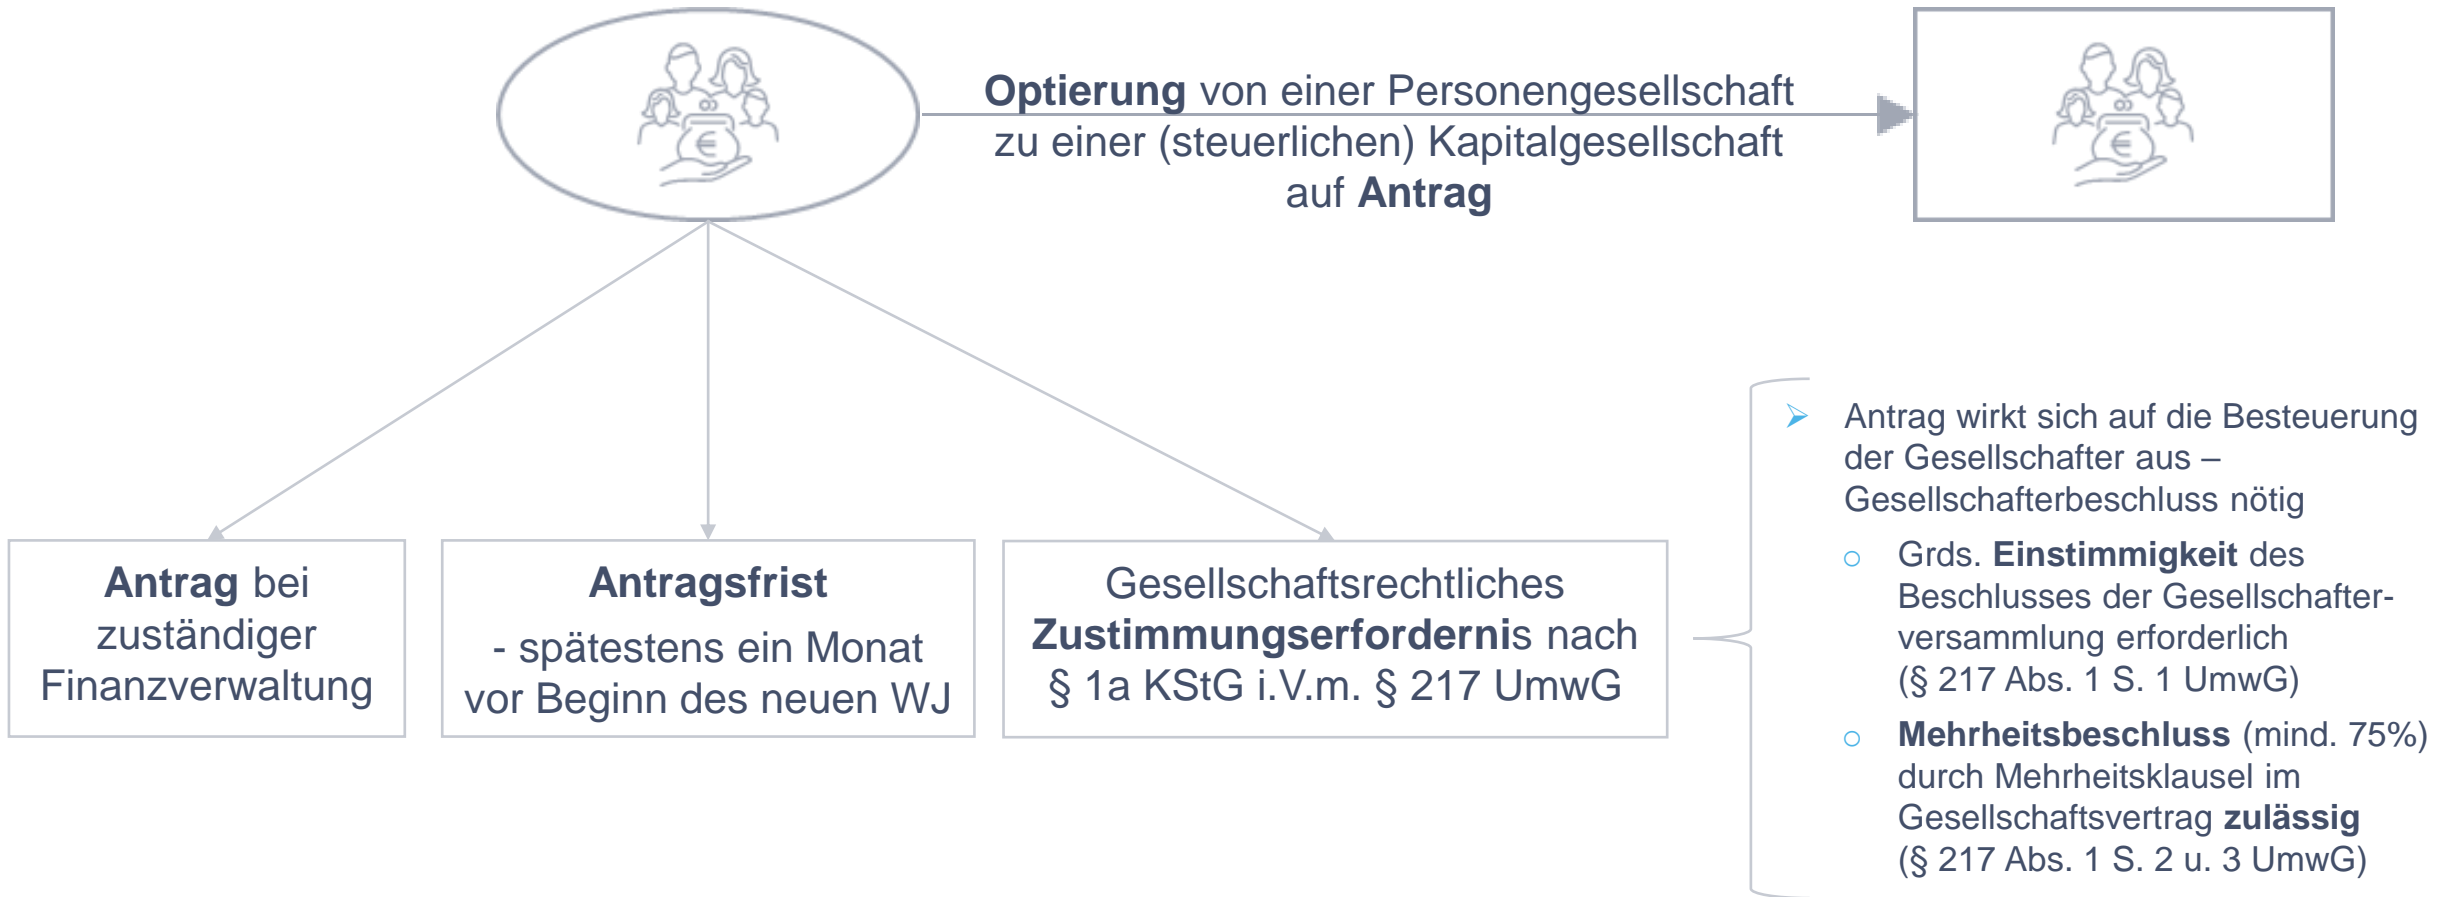 Optierung von einer Personengesellschaft
zu einer (steuerlichen) Kapitalgesellschaft
auf Antrag
Antrag bei
zuständiger
Finanzverwaltung
Antragsfrist
- spätestens ein Monat
vor Beginn des neuen WJ
Gesellschaftsrechtliches
Zustimmungserfordernis nach
§ 1a KStG i.V.m. § 217 UmwG
Antrag wirkt sich auf die Besteuerung
der Gesellschafter aus –
Gesellschafterbeschluss nötig
Grds. Einstimmigkeit des
Beschlusses der Gesellschafter-
versammlung erforderlich
(§ 217 Abs. 1 S. 1 UmwG)
Mehrheitsbeschluss (mind. 75%)
durch Mehrheitsklausel im
Gesellschaftsvertrag zulässig
(§ 217 Abs. 1 S. 2 u. 3 UmwG)